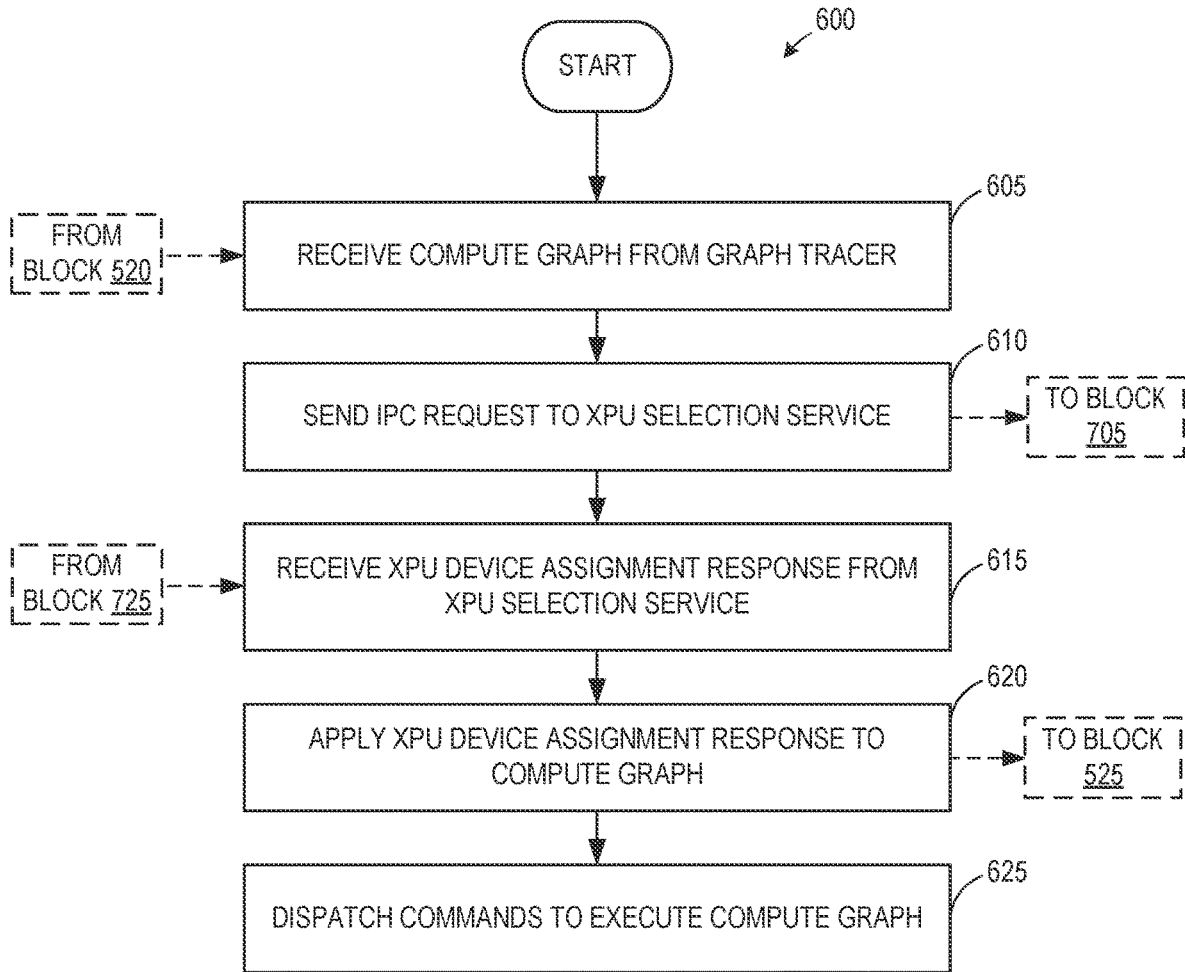 600
START
605
FROM
BLOCK 520
RECEIVE COMPUTE GRAPH FROM GRAPH TRACER
610
SEND IPC REQUEST TO XPU SELECTION SERVICE
TO BLOCK
705
FROM
BLOCK 725
RECEIVE XPU DEVICE ASSIGNMENT RESPONSE FROM
XPU SELECTION SERVICE
615
620
APPLY XPU DEVICE ASSIGNMENT RESPONSE TO
COMPUTE GRAPH
TO BLOCK
525
625
DISPATCH COMMANDS TO EXECUTE COMPUTE GRAPH